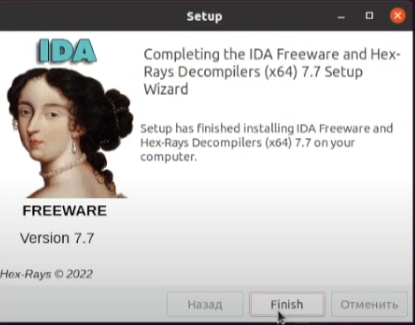 Setup
IDA
Completing the IDA Freeware and Hex-
Rays Decompilers (x64) 7.7 Setup
Wizard
Setup has finished installing IDA Freeware and
Hex-Rays Decompilers (x64) 7.7 on your
computer.
FREEWARE
Version 7.7
Hex-Rays © 2022
Назад
Finish
Отменить